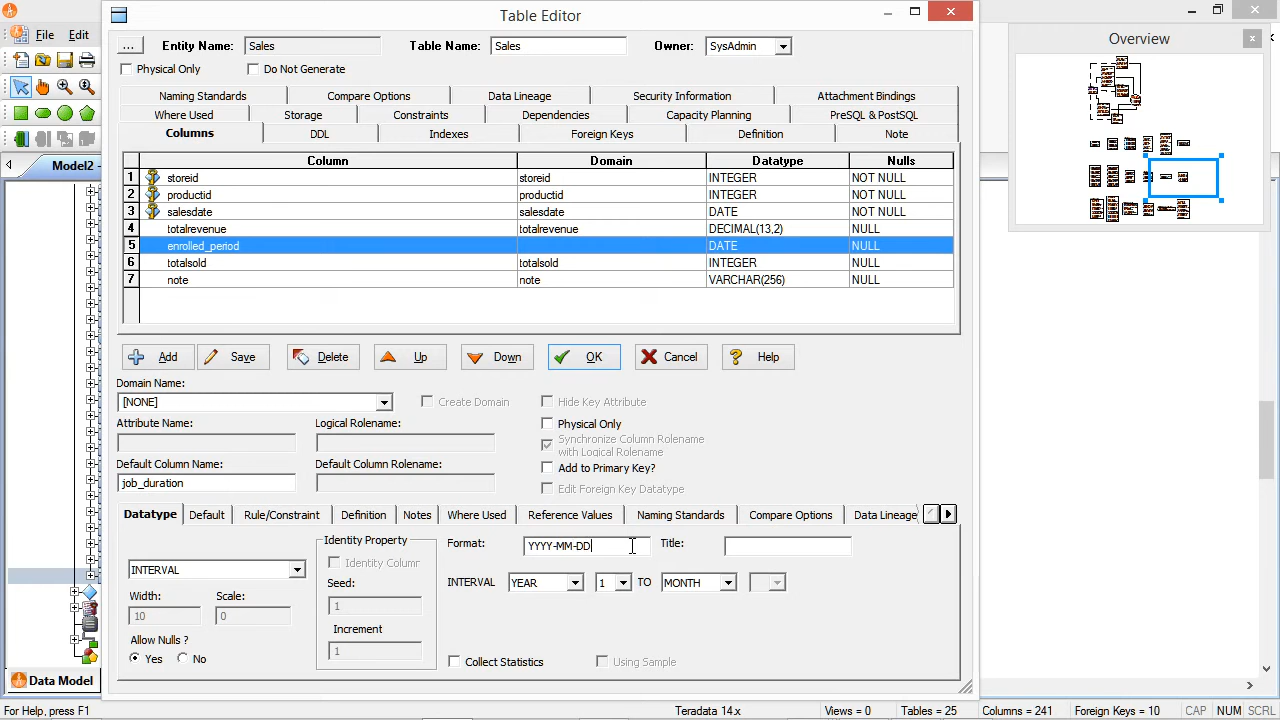 Table Editor
File Edit
Entity Name: Sales Table Name: Sales Owner: SysAdmin
Physical Only Do Not Generate
Naming Standards Compare Options Data Lineage Security Information Attachment Bindings
Where Used Storage Constraints Dependencies Capacity Planning PreSQL & PostSQL
Columns DDL Indexes Foreign Keys Definition Note
Column Domain Datatype Nulls
1 storeid storeid INTEGER NOT NULL
2 productid productid INTEGER NOT NULL
3 salesdate salesdate DATE NOT NULL
4 totalrevenue totalrevenue DECIMAL(13,2) NULL
5 enrolled_period DATE NULL
6 totalsold totalsold INTEGER NULL
7 note note VARCHAR(256) NULL
Add Save Delete Up Down OK Cancel Help
Domain Name:
[NONE] Create Domain Hide Key Attribute
Attribute Name: Logical Rolename: Physical Only
Synchronize Column Rolename
with Logical Rolename
Default Column Name: Default Column Rolename: Add to Primary Key?
job_duration Edit Foreign Key Datatype
Datatype Default Rule/Constraint Definition Notes Where Used Reference Values Naming Standards Compare Options Data Lineage
INTERVAL
Width: Scale:
10 0
Allow Nulls ?
Yes No
Identity Property
Identity Column
Seed:
1
Increment
1
Format: YYYY-MM-DD Title:
INTERVAL YEAR 1 TO MONTH
Collect Statistics Using Sample
Overview
Model2 -
Data Model
For Help, press F1 Teradata 14.x Views = 0 Tables = 25 Columns = 241 Foreign Keys = 10 CAP NUM SCRL